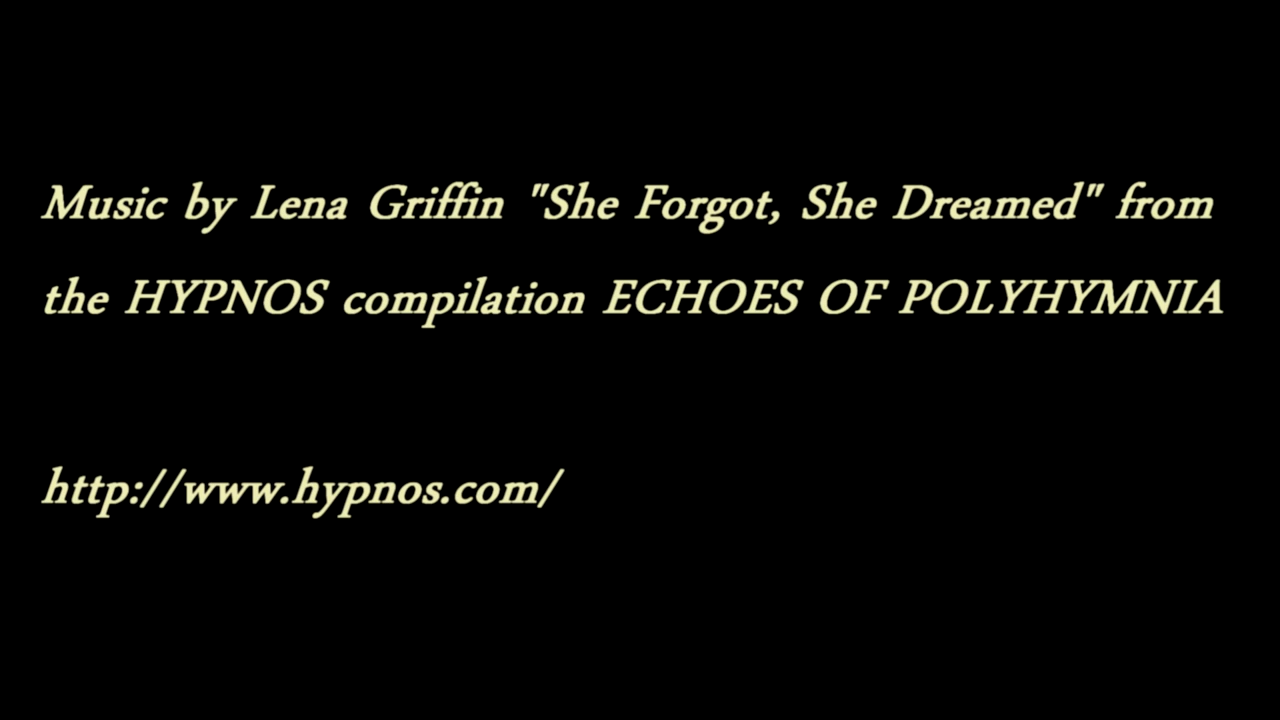 Music by Lena Griffin "She Forgot, She Dreamed" from
the HYPNOS compilation ECHOES OF POLYHYMNIA
http://www.hypnos.com/